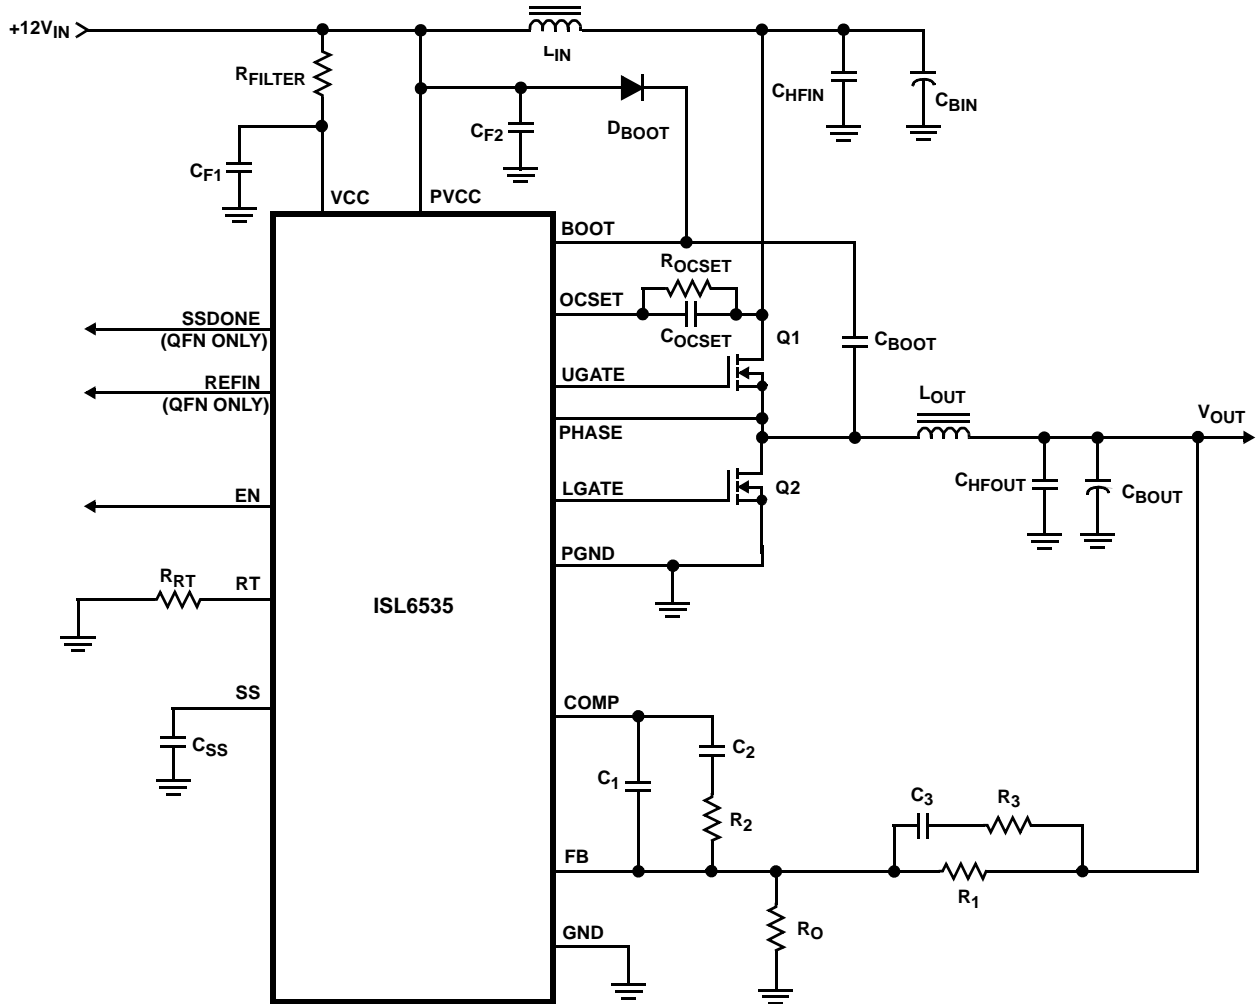 +12VIN
LIN
RFILTER
CHFIN
CBIN
CF2
DBOOT
CF1
VCC
PVCC
BOOT
ROCSET
OCSET
COCSET
Q1
CBOOT
SSDONE
(QFN ONLY)
UGATE
REFIN
(QFN ONLY)
LOUT
VOUT
PHASE
LGATE
Q2
CHFOUT
CBOUT
EN
PGND
RRT
RT
ISL6535
SS
COMP
CSS
C2
C1
R2
C3
R3
FB
R1
RO
GND